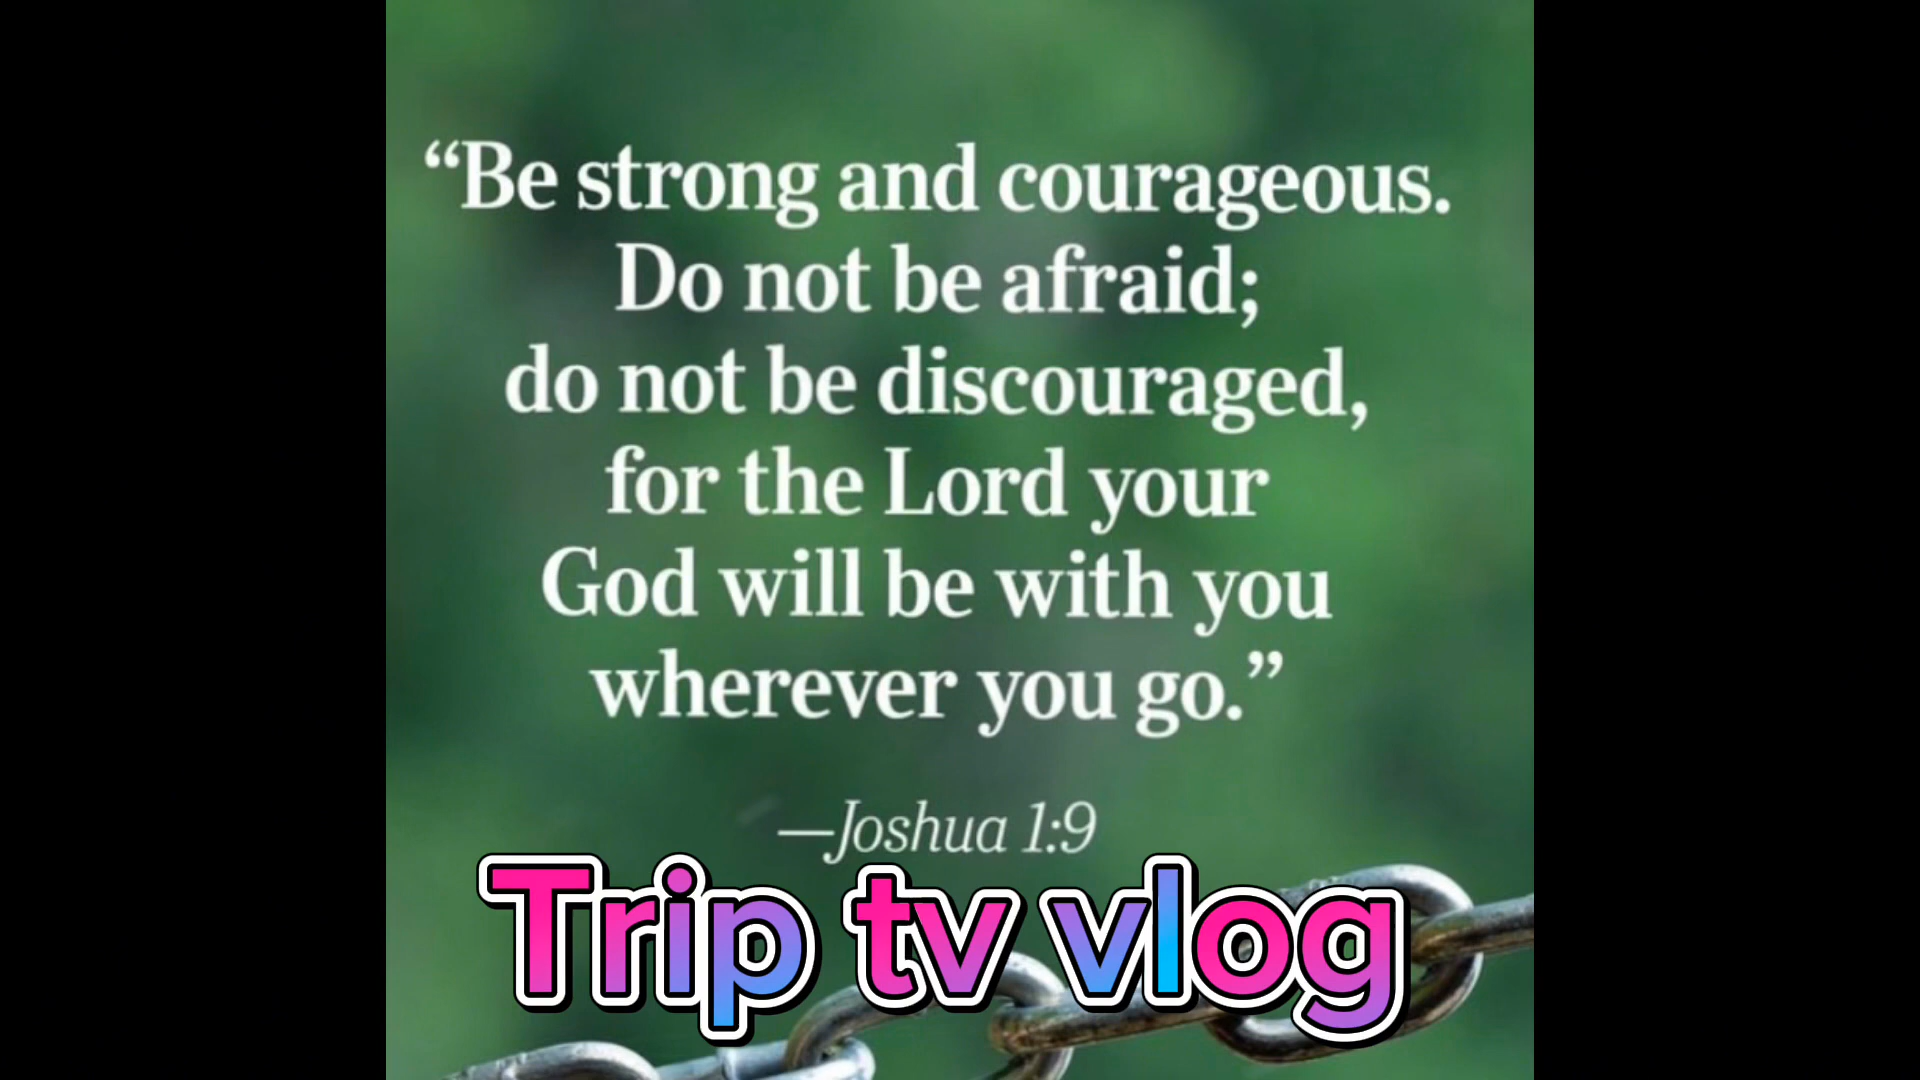 “Be strong and courageous.
Do not be afraid;
do not be discouraged,
for the Lord your
God will be with you
wherever you go.”
—Joshua 1:9
Trip tv vlog